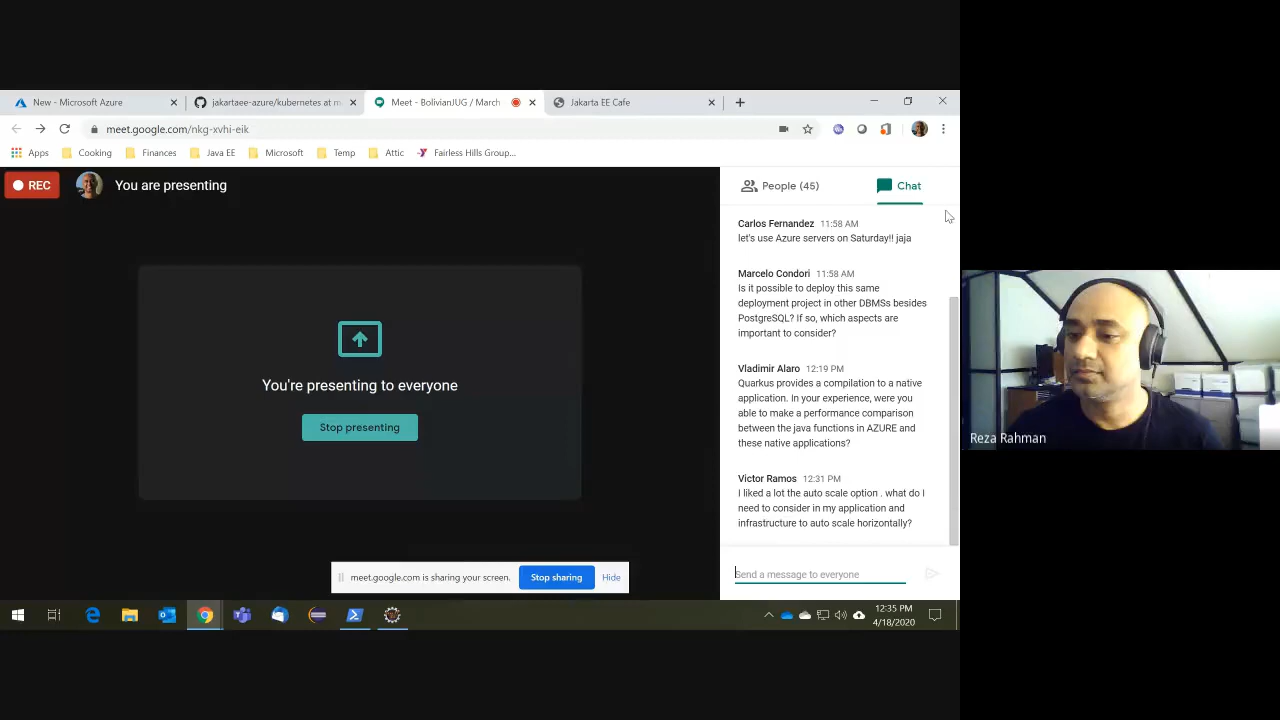 New - Microsoft Azure
jakartaee-azure/kubernetes at m
Meet - BolivianJUG / March
Jakarta EE Cafe
meet.google.com/nkg-xvhi-eik
Apps
Cooking
Finances
Java EE
Microsoft
Temp
Attic
Fairless Hills Group...
REC
You are presenting
People (45)
Chat
Carlos Fernandez 11:58 AM
let's use Azure servers on Saturday!! jaja
Marcelo Condori 11:58 AM
Is it possible to deploy this same
deployment project in other DBMSs besides
PostgreSQL? If so, which aspects are
important to consider?
Vladimir Alaro 12:19 PM
Quarkus provides a compilation to a native
application. In your experience, were you
able to make a performance comparison
between the java functions in AZURE and
these native applications?
Victor Ramos 12:31 PM
I liked a lot the auto scale option . what do I
need to consider in my application and
infrastructure to auto scale horizontally?
Send a message to everyone
You're presenting to everyone
Stop presenting
meet.google.com is sharing your screen.
Stop sharing
Hide
12:35 PM
4/18/2020
Reza Rahman